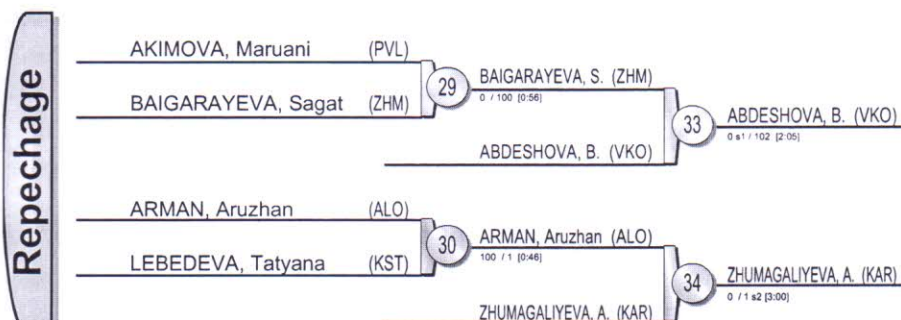 Repechage
AKIMOVA, Maruani (PVL)
BAIGARAYEVA, Sagat (ZHM)
29
BAIGARAYEVA, S. (ZHM)
0 / 100 [0:56]
ABDESHOVA, B. (VKO)
33
ABDESHOVA, B. (VKO)
0 s1 / 102 [2:05]
ARMAN, Aruzhan (ALO)
LEBEDEVA, Tatyana (KST)
30
ARMAN, Aruzhan (ALO)
100 / 1 [0:46]
ZHUMAGALIYEVA, A. (KAR)
34
ZHUMAGALIYEVA, A. (KAR)
0 / 1 s2 [3:00]